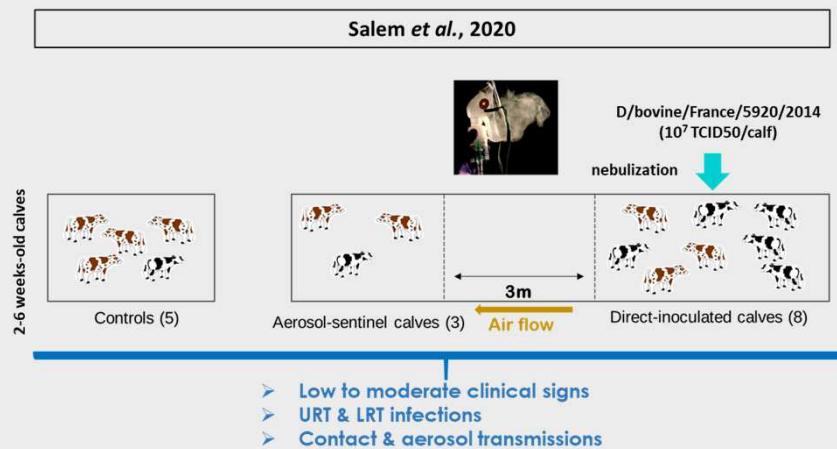 Salem et al., 2020
D/bovine/France/5920/2014
(10⁷ TCID50/calf)
nebulization
2-6 weeks-old calves
3m
Controls (5)
Aerosol-sentinel calves (3)
Air flow
Direct-inoculated calves (8)
➢ Low to moderate clinical signs
➢ URT & LRT infections
➢ Contact & aerosol transmissions